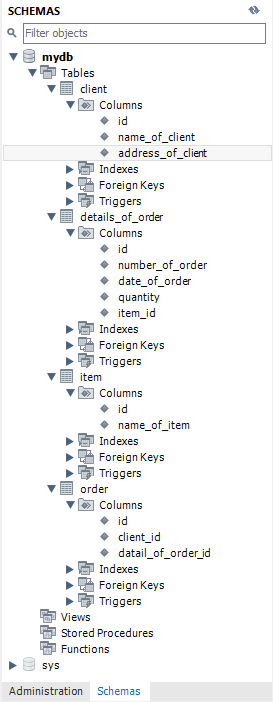 SCHEMAS
Filter objects
mydb
Tables
client
Columns
id
name_of_client
address_of_client
Indexes
Foreign Keys
Triggers
details_of_order
Columns
id
number_of_order
date_of_order
quantity
item_id
Indexes
Foreign Keys
Triggers
item
Columns
id
name_of_item
Indexes
Foreign Keys
Triggers
order
Columns
id
client_id
datail_of_order_id
Indexes
Foreign Keys
Triggers
Views
Stored Procedures
Functions
sys
Administration Schemas